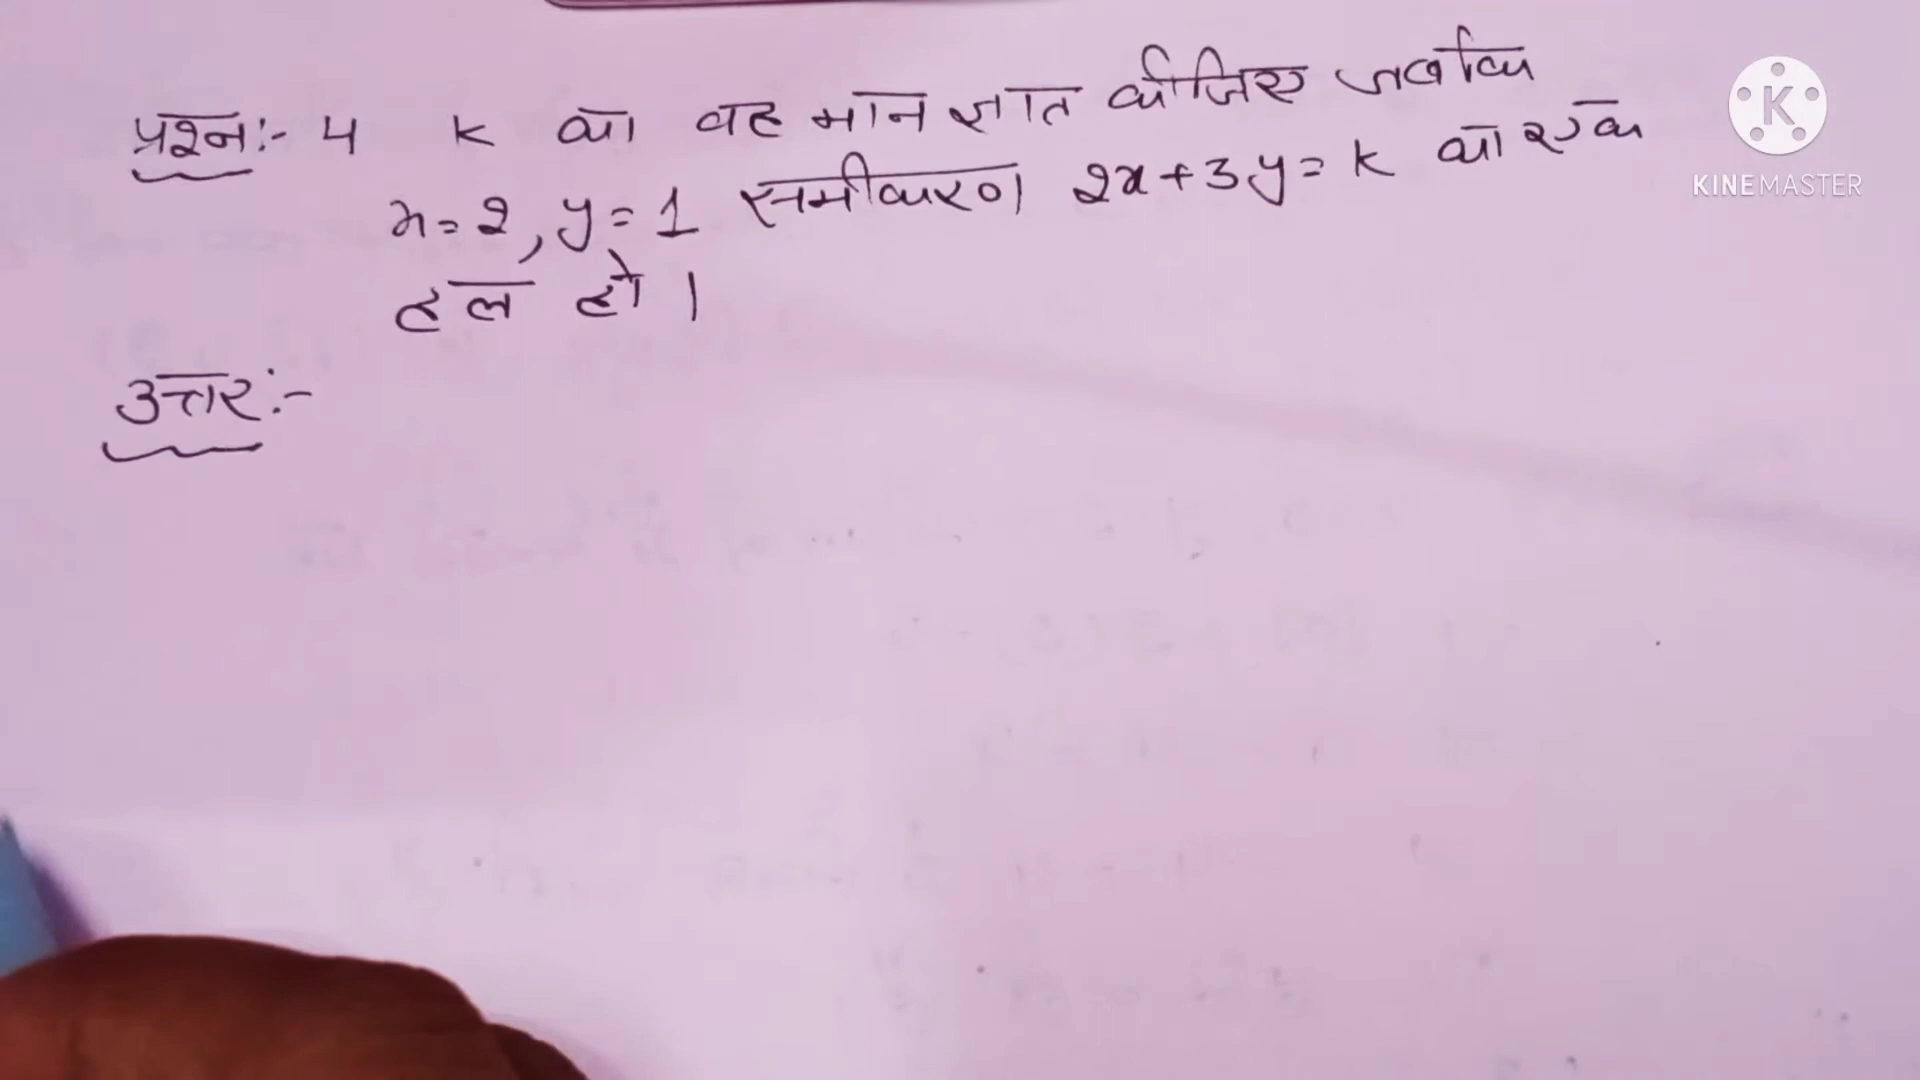 प्रश्न:- 4 K का वह मान ज्ञात कीजिए जबकि
x=2, y=1 समीकरण 2x+3y=k का एक
हल हो।
उत्तर:-
K
KINEMASTER